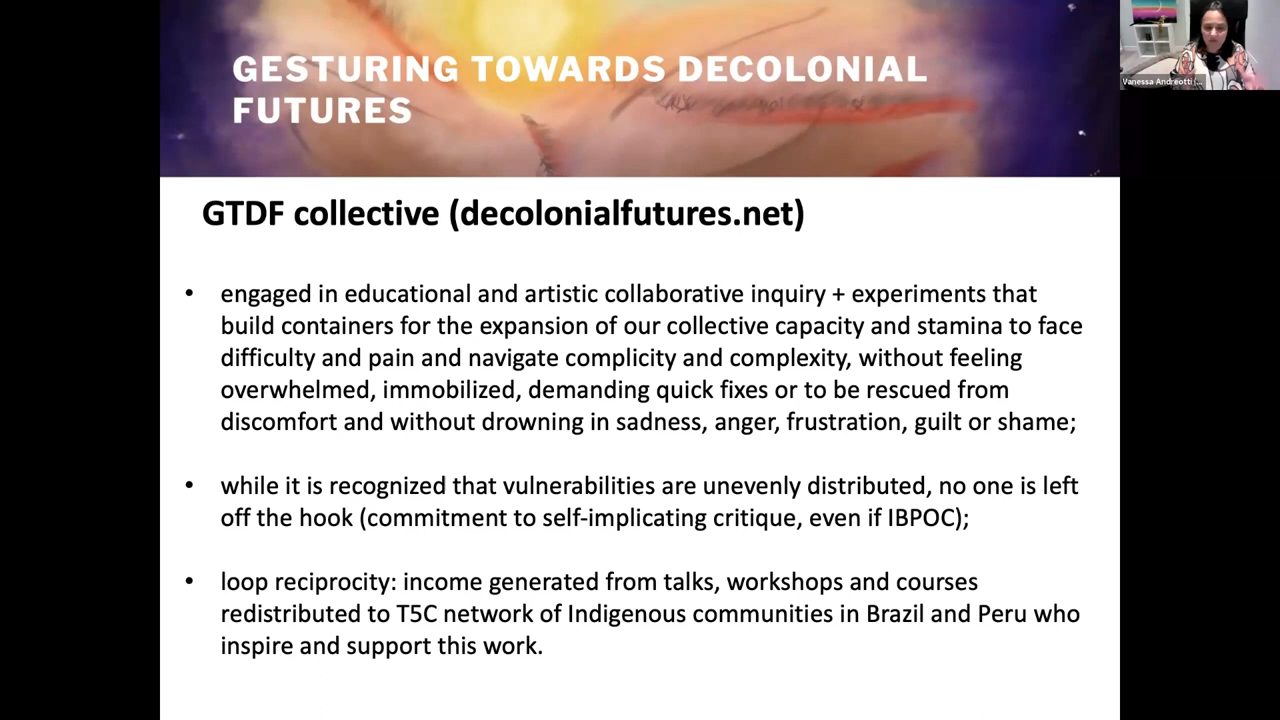 GESTURING TOWARDS DECOLONIAL
FUTURES
Vanessa Andreotti (...
GTDF collective (decolonialfutures.net)
• engaged in educational and artistic collaborative inquiry + experiments that
build containers for the expansion of our collective capacity and stamina to face
difficulty and pain and navigate complicity and complexity, without feeling
overwhelmed, immobilized, demanding quick fixes or to be rescued from
discomfort and without drowning in sadness, anger, frustration, guilt or shame;
• while it is recognized that vulnerabilities are unevenly distributed, no one is left
off the hook (commitment to self-implicating critique, even if IBPOC);
• loop reciprocity: income generated from talks, workshops and courses
redistributed to T5C network of Indigenous communities in Brazil and Peru who
inspire and support this work.